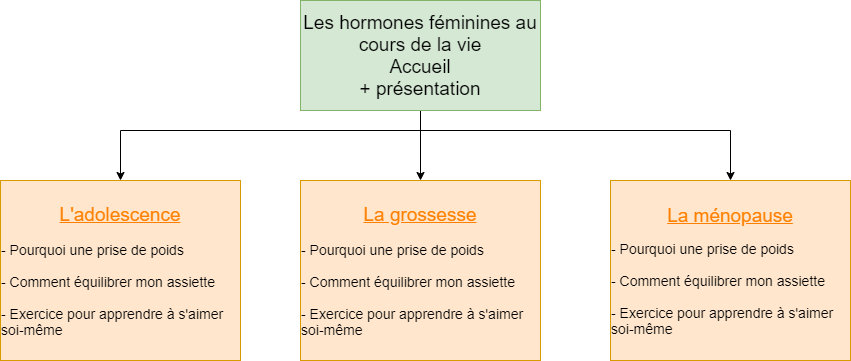 Les hormones féminines au
cours de la vie
Accueil
+ présentation
L'adolescence
- Pourquoi une prise de poids
- Comment équilibrer mon assiette
- Exercice pour apprendre à s'aimer
soi-même
La grossesse
- Pourquoi une prise de poids
- Comment équilibrer mon assiette
- Exercice pour apprendre à s'aimer
soi-même
La ménopause
- Pourquoi une prise de poids
- Comment équilibrer mon assiette
- Exercice pour apprendre à s'aimer
soi-même